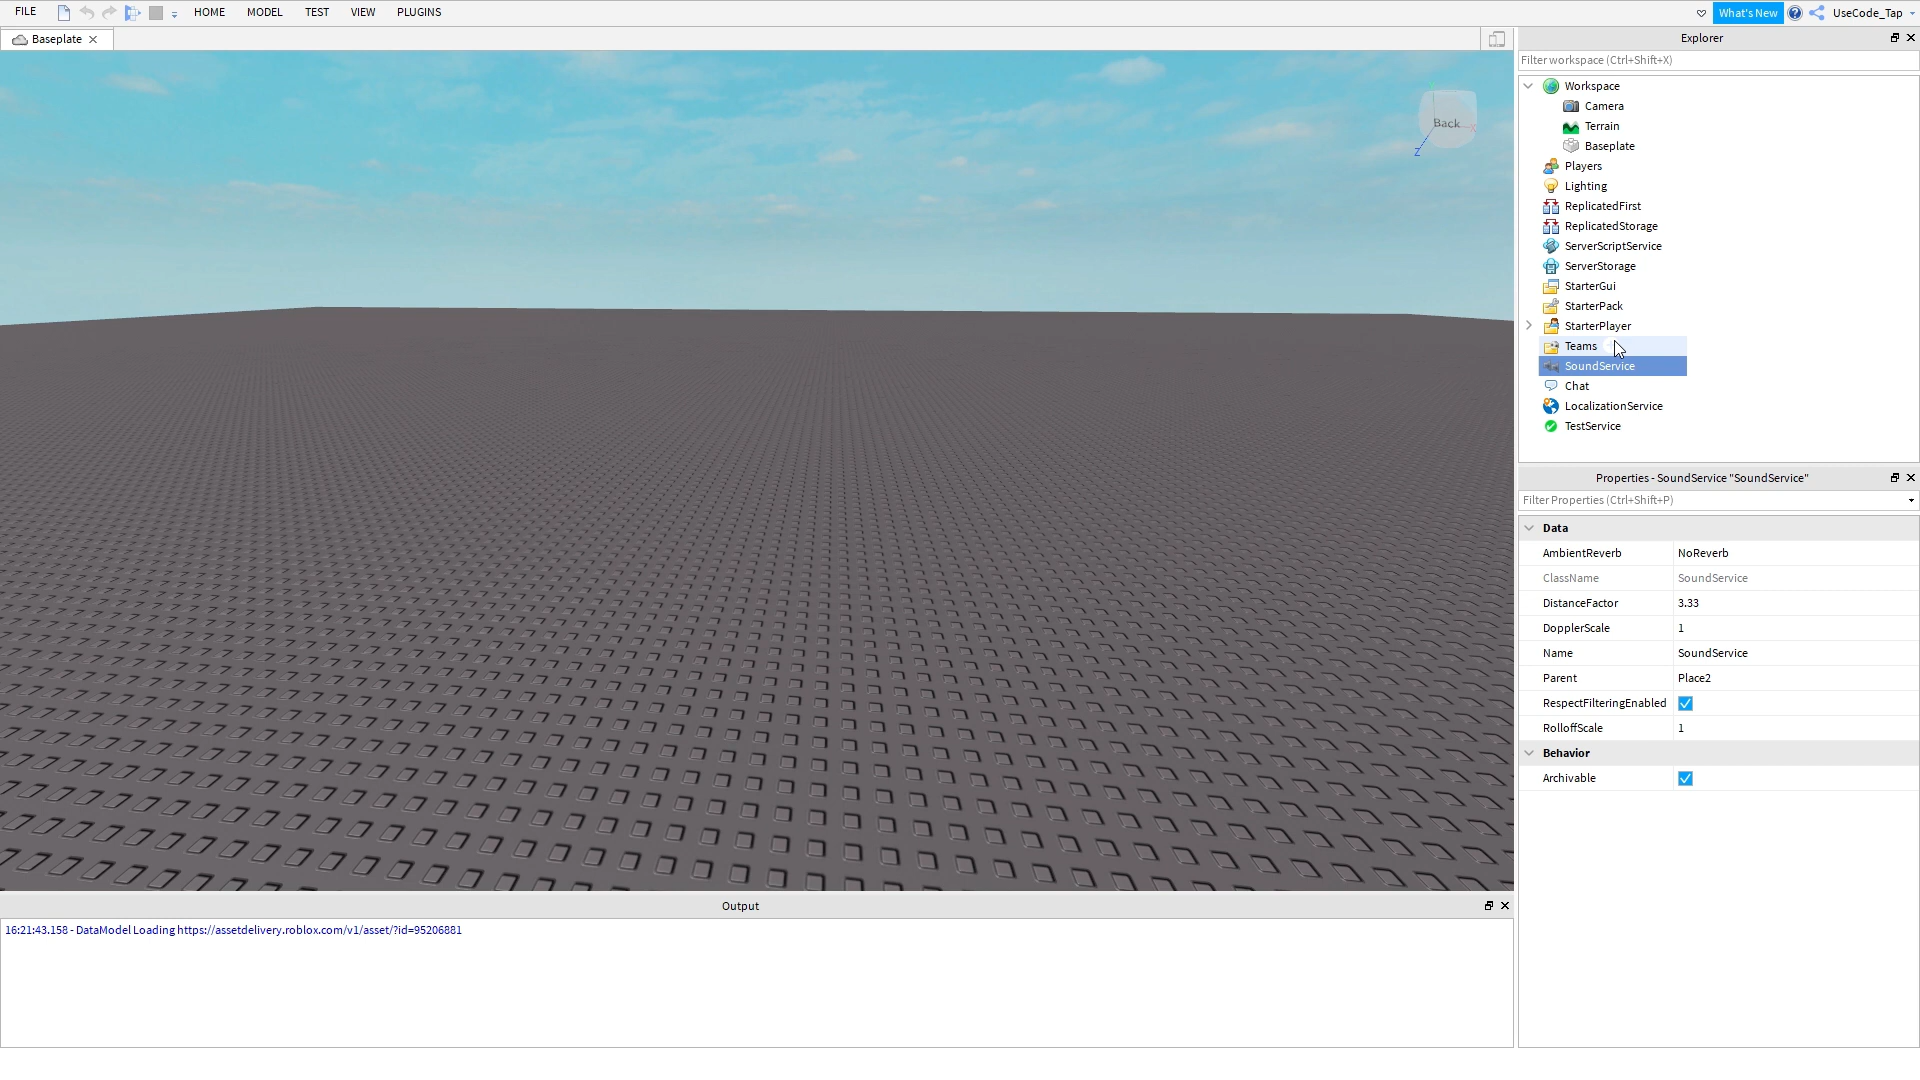 FILE
HOME
MODEL
TEST
VIEW
PLUGINS
What's New
UseCode_Tap
Baseplate
Back
X
Z
Explorer
Filter workspace (Ctrl+Shift+X)
Workspace
Camera
Terrain
Baseplate
Players
Lighting
ReplicatedFirst
ReplicatedStorage
ServerScriptService
ServerStorage
StarterGui
StarterPack
StarterPlayer
Teams
SoundService
Chat
LocalizationService
TestService
Properties - SoundService "SoundService"
Filter Properties (Ctrl+Shift+P)
Data
AmbientReverb NoReverb
ClassName SoundService
DistanceFactor 3.33
DopplerScale 1
Name SoundService
Parent Place2
RespectFilteringEnabled
RolloffScale 1
Behavior
Archivable
Output
16:21:43.158 - DataModel Loading https://assetdelivery.roblox.com/v1/asset/?id=95206881